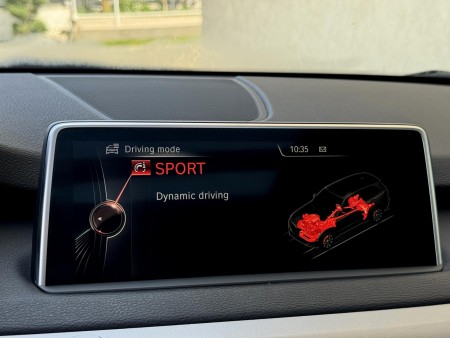 Driving mode
10:35
SPORT
Dynamic driving